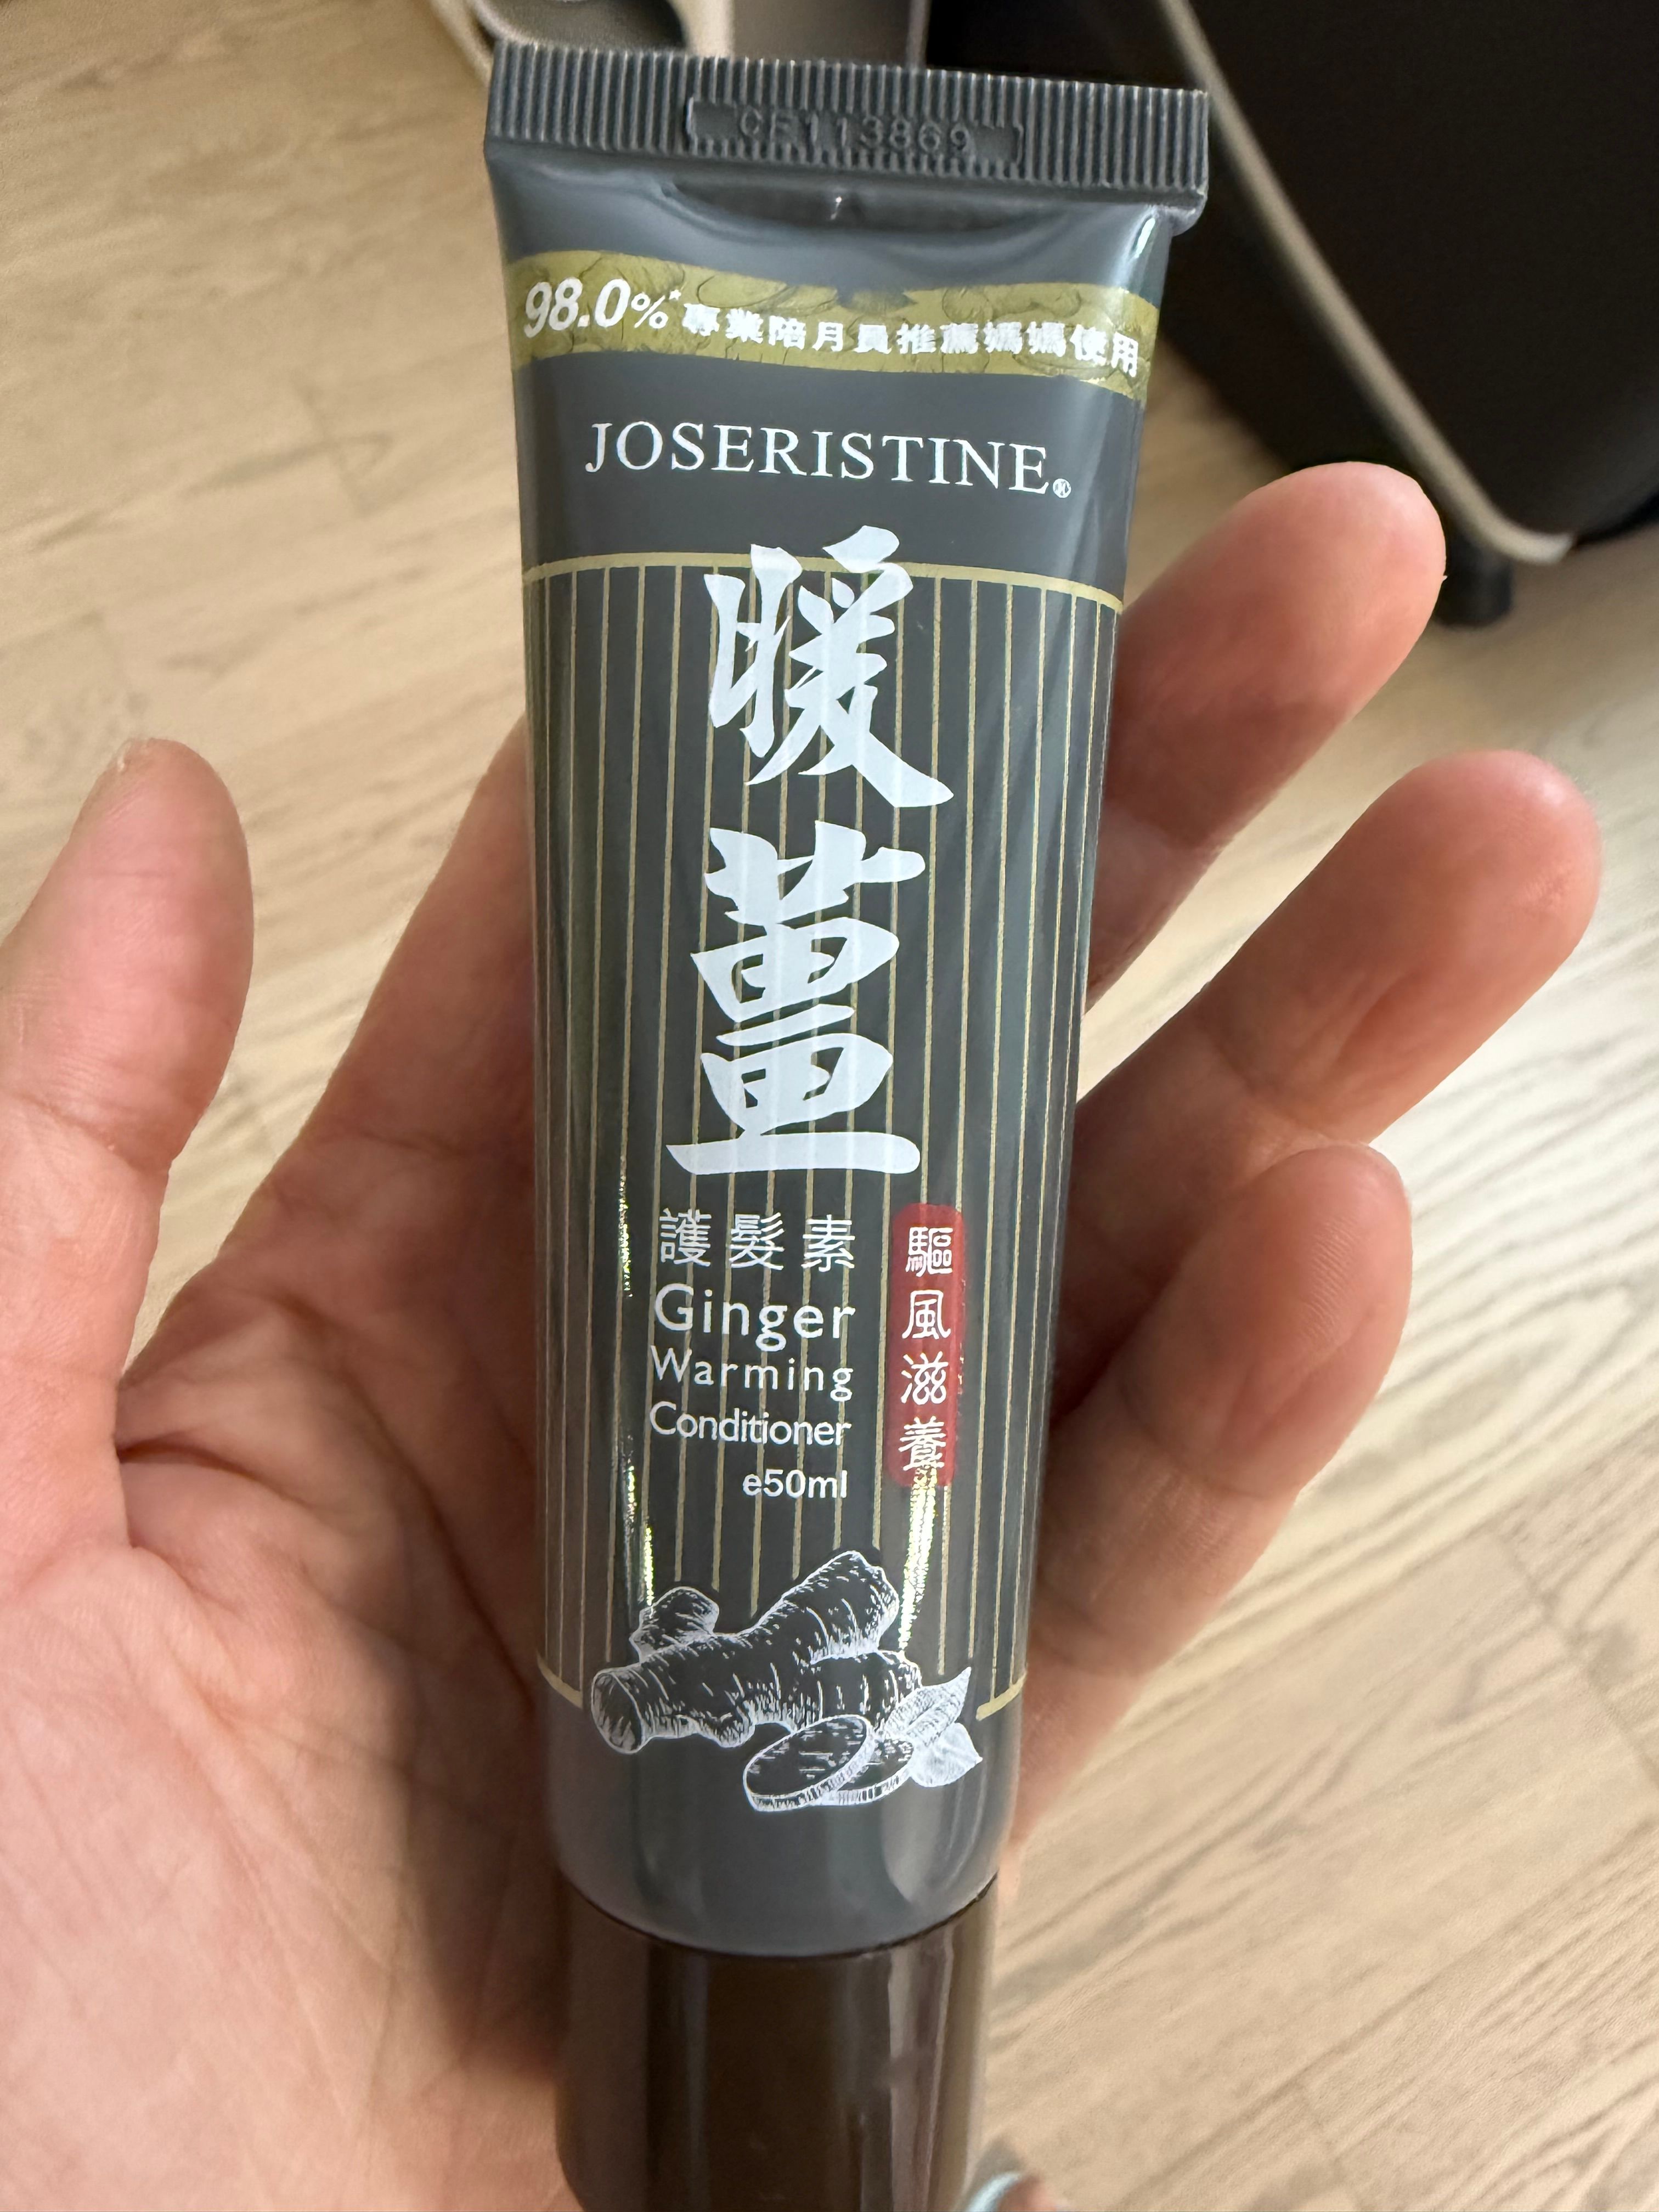 CF113869
98.0%*專業陪月員推薦媽媽使用
JOSERISTINE®
暖薑
護髮素
Ginger
Warming
Conditioner
e50ml
驅風滋養